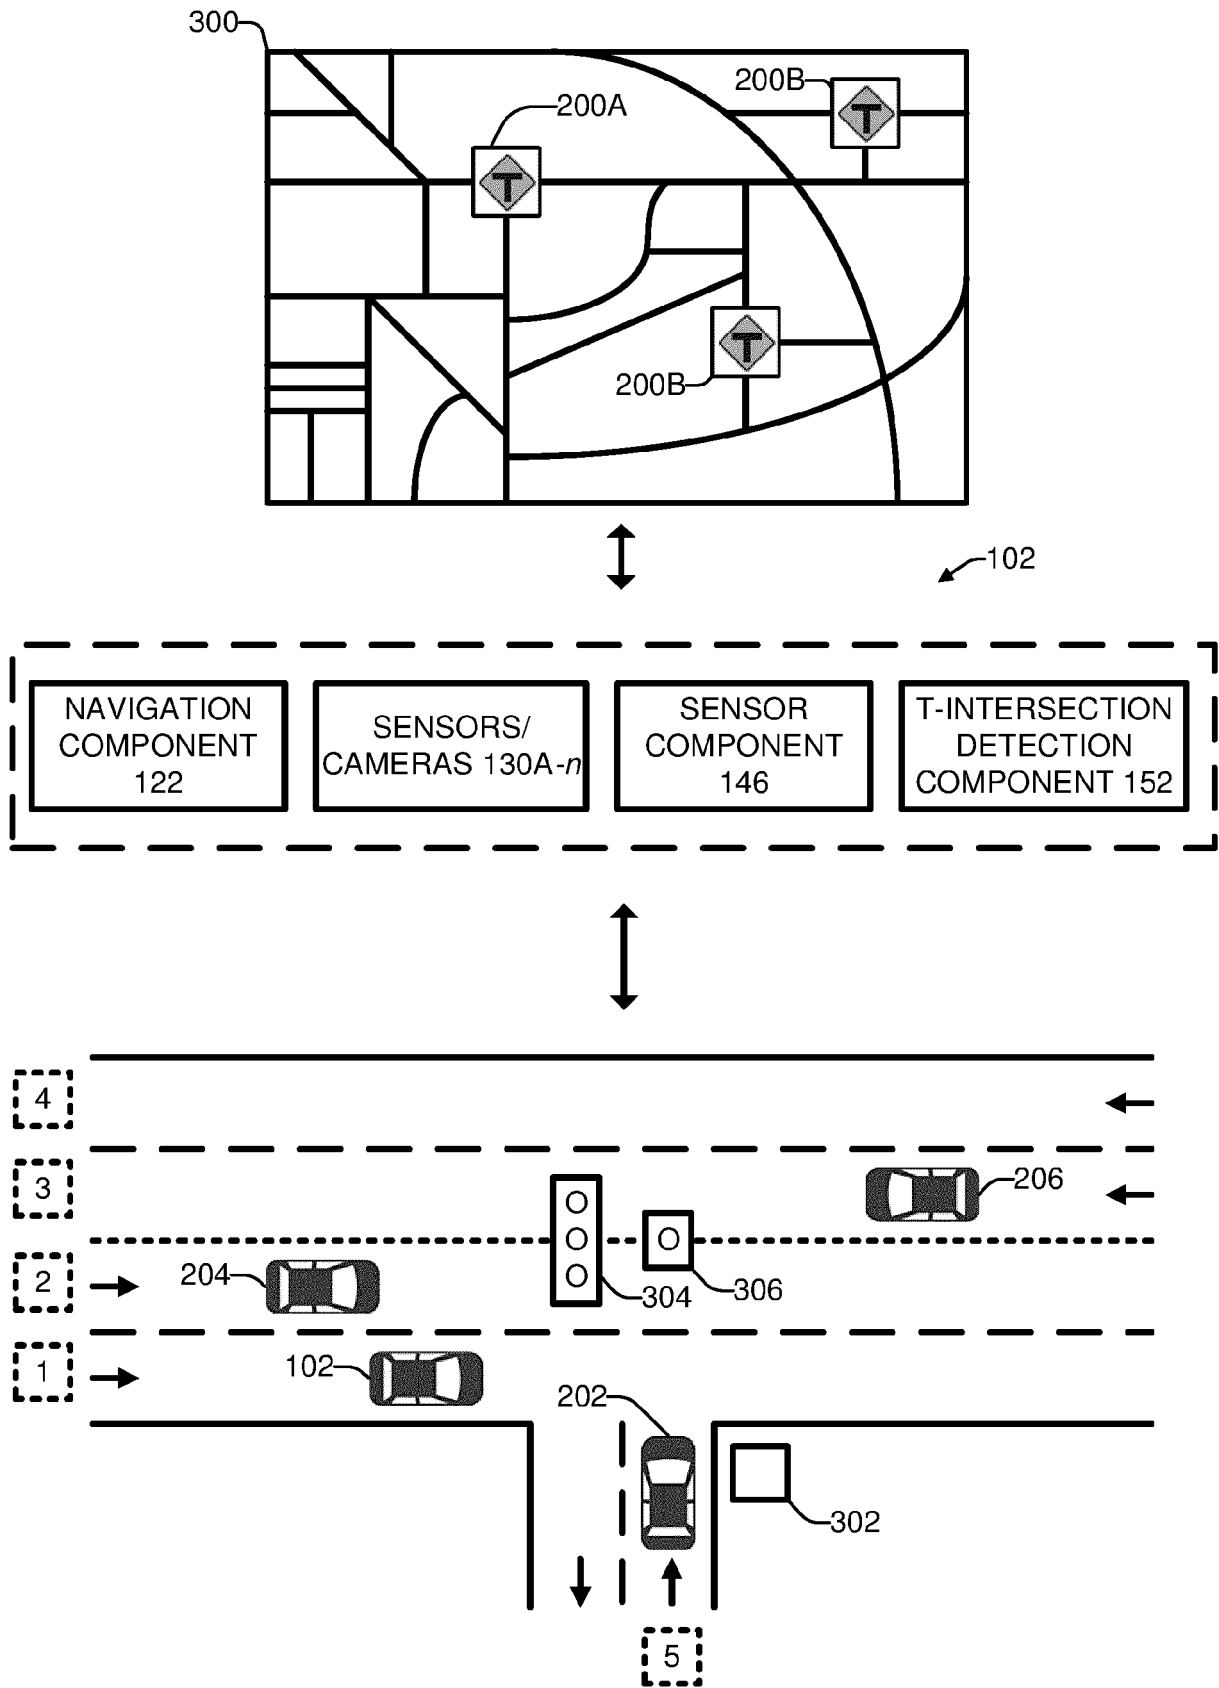 300
200B
T
200A
T
T
200B
102
NAVIGATION
COMPONENT
122
SENSORS/
CAMERAS 130A-n
SENSOR
COMPONENT
146
T-INTERSECTION
DETECTION
COMPONENT 152
4
3
206
2
204
304
306
1
102
202
302
5